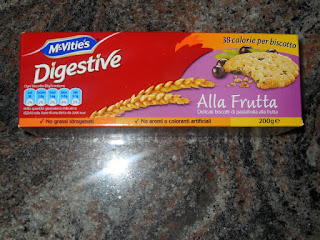 McVitie's
38 calorie per biscotto
Digestive
Alla Frutta
Delicati biscotti di pastafrolla alla frutta
200g
✓ No grassi idrogenati
✓ No aromi o coloranti artificiali